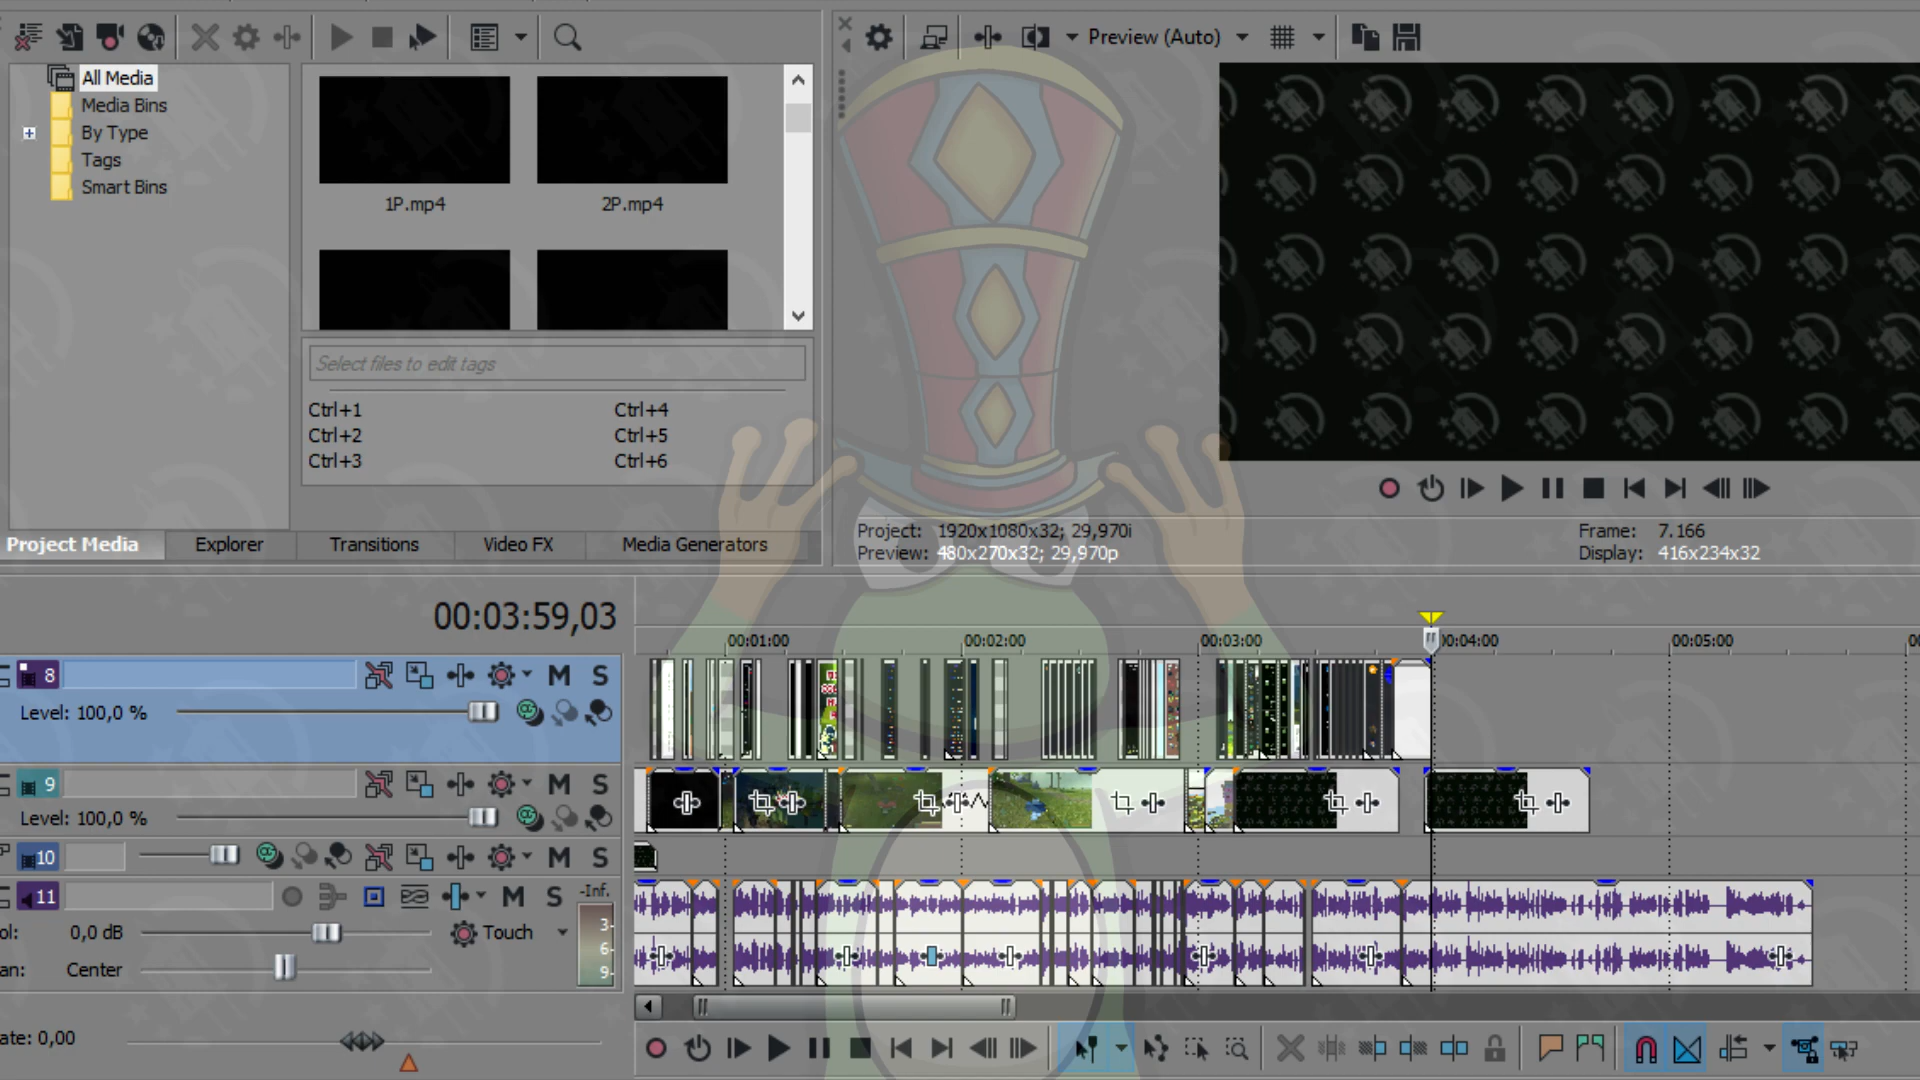 All Media
Media Bins
By Type
Tags
Smart Bins
1P.mp4
2P.mp4
Select files to edit tags
Ctrl+1
Ctrl+4
Ctrl+2
Ctrl+5
Ctrl+3
Ctrl+6
Project Media
Explorer
Transitions
Video FX
Media Generators
Preview (Auto)
Project: 1920x1080x32; 29,970i
Preview: 480x270x32; 29,970p
Frame: 7.166
Display: 416x234x32
00:03:59,03
00:01:00
00:02:00
00:03:00
00:04:00
00:05:00
8
M
S
Level: 100,0 %
9
M
S
Level: 100,0 %
10
M
S
11
M
S
-Inf.
ol:
0,0 dB
Touch
3-
6-
9-
an:
Center
ate: 0,00